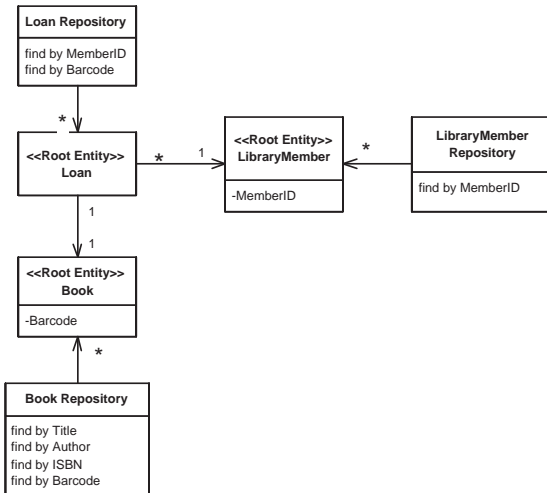 Loan Repository
find by MemberID
find by Barcode
*
<<Root Entity>>
Loan
*
1
<<Root Entity>>
LibraryMember
-MemberID
*
LibraryMember
Repository
find by MemberID
1
1
<<Root Entity>>
Book
-Barcode
*
Book Repository
find by Title
find by Author
find by ISBN
find by Barcode